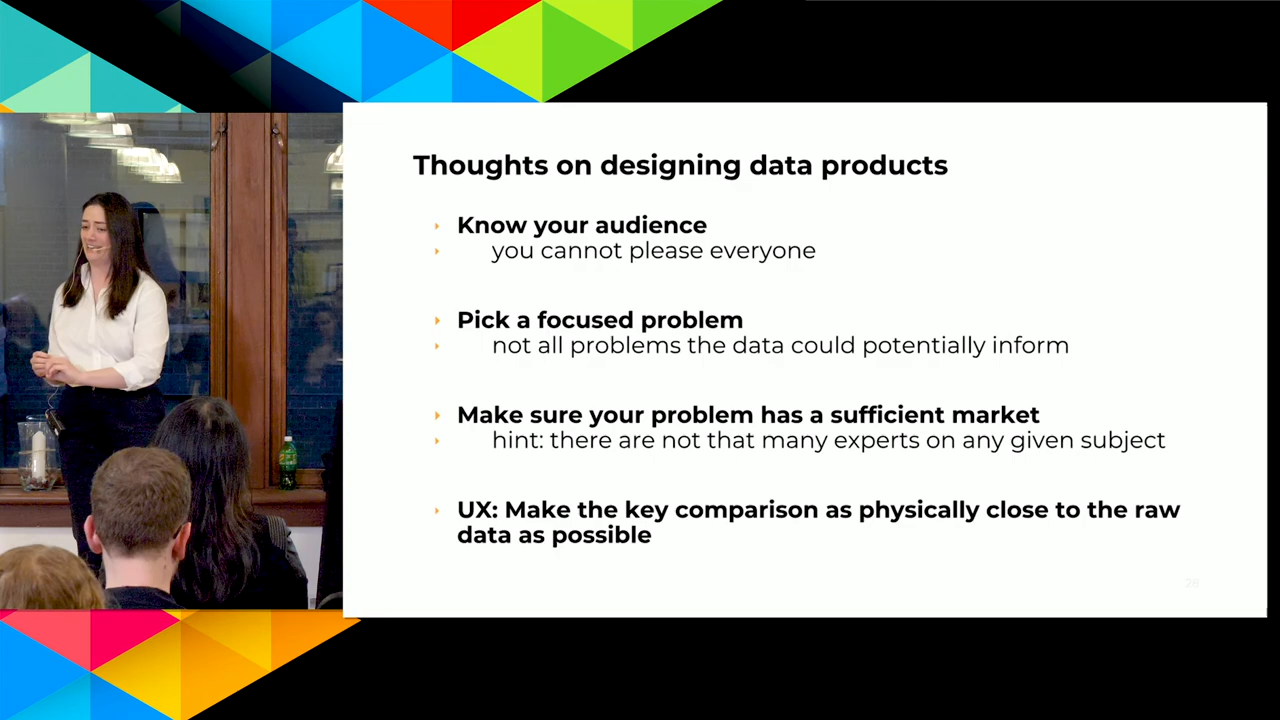 Thoughts on designing data products
Know your audience
you cannot please everyone
Pick a focused problem
not all problems the data could potentially inform
Make sure your problem has a sufficient market
hint: there are not that many experts on any given subject
UX: Make the key comparison as physically close to the raw
data as possible
28